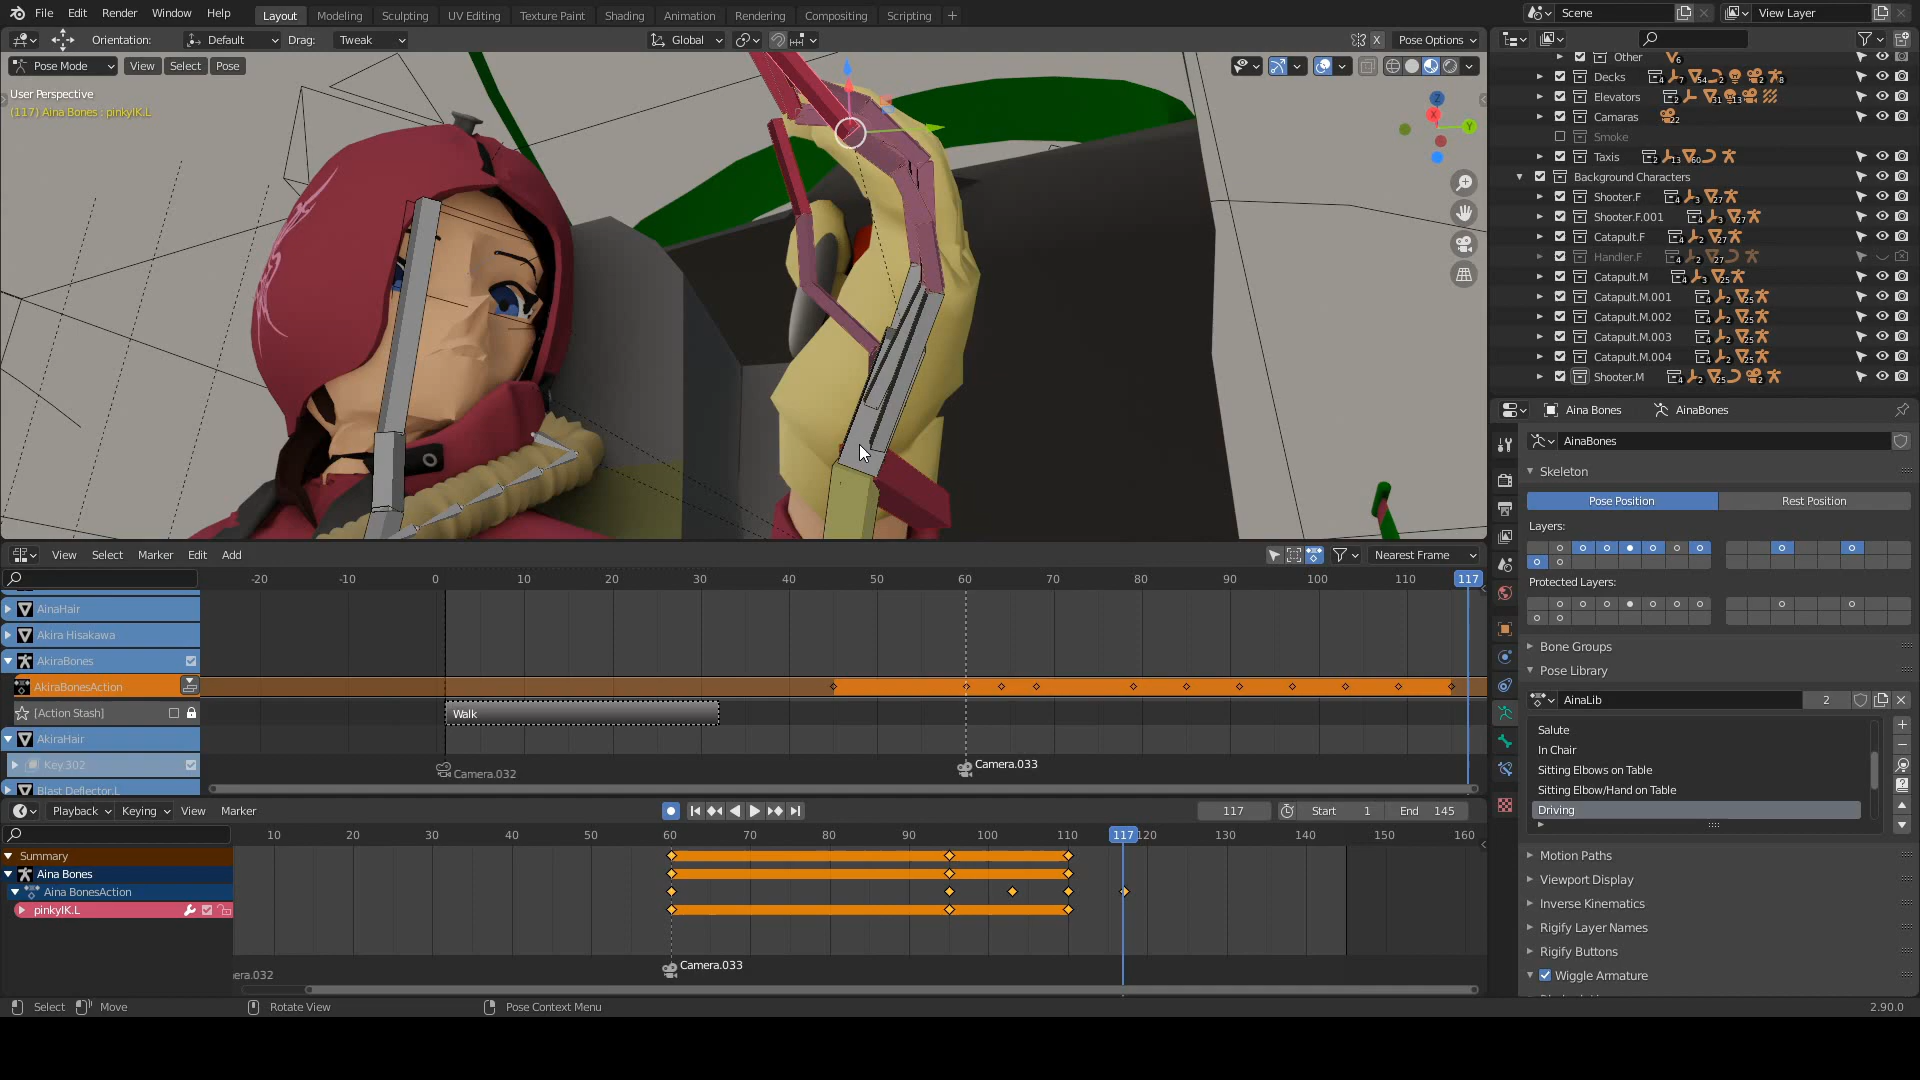 File Edit Render Window Help Layout Modeling Sculpting UV Editing Texture Paint Shading Animation Rendering Compositing Scripting + Scene View Layer
Orientation: Default Drag: Tweak Global X Pose Options
Pose Mode View Select Pose
User Perspective
(117) Aina Bones : pinkyIK.L
Other
Decks
Elevators
Camaras
Smoke
Taxis
Background Characters
Shooter.F
Shooter.F.001
Catapult.F
Handler.F
Catapult.M
Catapult.M.001
Catapult.M.002
Catapult.M.003
Catapult.M.004
Shooter.M
Aina Bones AinaBones
AinaBones
Skeleton
Pose Position Rest Position
Layers:
Protected Layers:
Bone Groups
Pose Library
AinaLib 2
Salute
In Chair
Sitting Elbows on Table
Sitting Elbow/Hand on Table
Driving
Motion Paths
Viewport Display
Inverse Kinematics
Rigify Layer Names
Rigify Buttons
Wiggle Armature
View Select Marker Edit Add Nearest Frame
-20 -10 0 10 20 30 40 50 60 70 80 90 100 110 117
AinaHair
Akira Hisakawa
AkiraBones
AkiraBonesAction
[Action Stash] Walk
AkiraHair
Key.302
Camera.032 Camera.033
Blast Deflector.L
Playback Keying View Marker 117 Start 1 End 145
10 20 30 40 50 60 70 80 90 100 110 117 120 130 140 150 160
Summary
Aina Bones
Aina BonesAction
pinkyIK.L
era.032 Camera.033
Select Move Rotate View Pose Context Menu 2.90.0